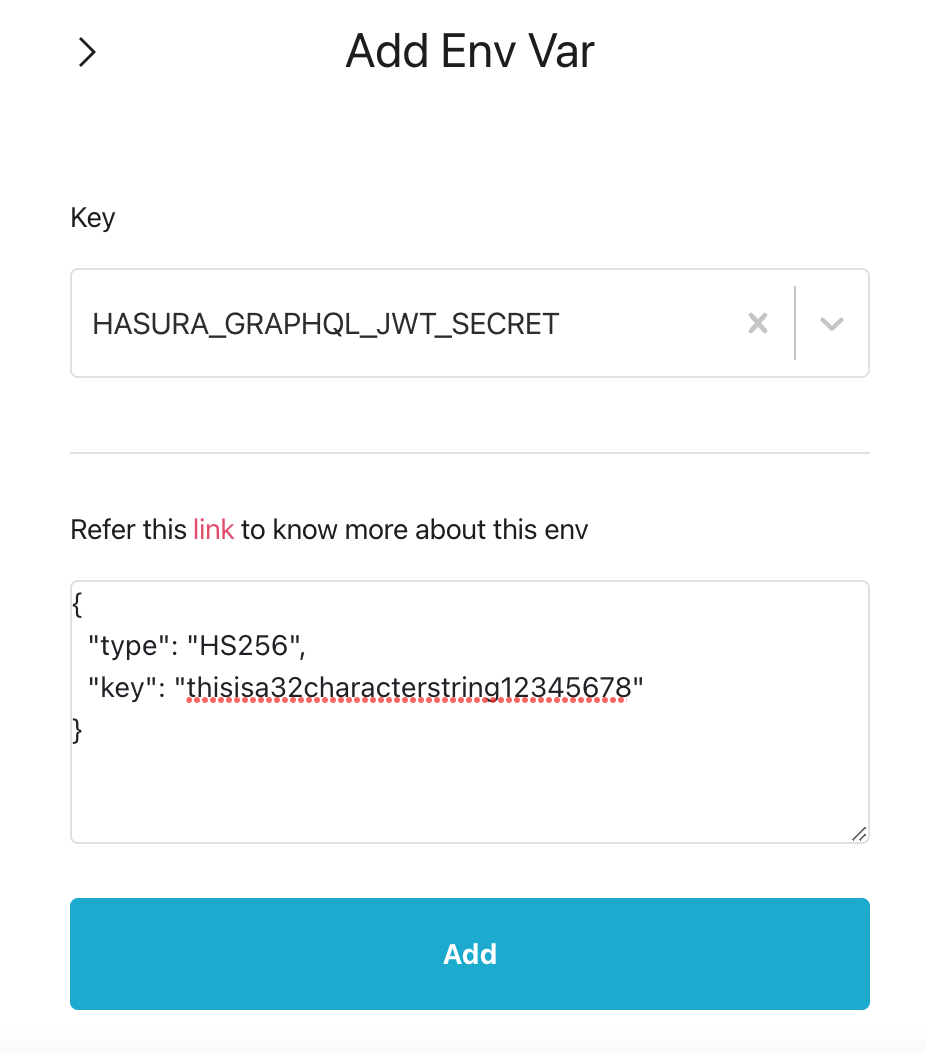 Add Env Var
Key
HASURA_GRAPHQL_JWT_SECRET
Refer this link to know more about this env
{
"type": "HS256",
"key": "thisisa32characterstring12345678"
}
Add